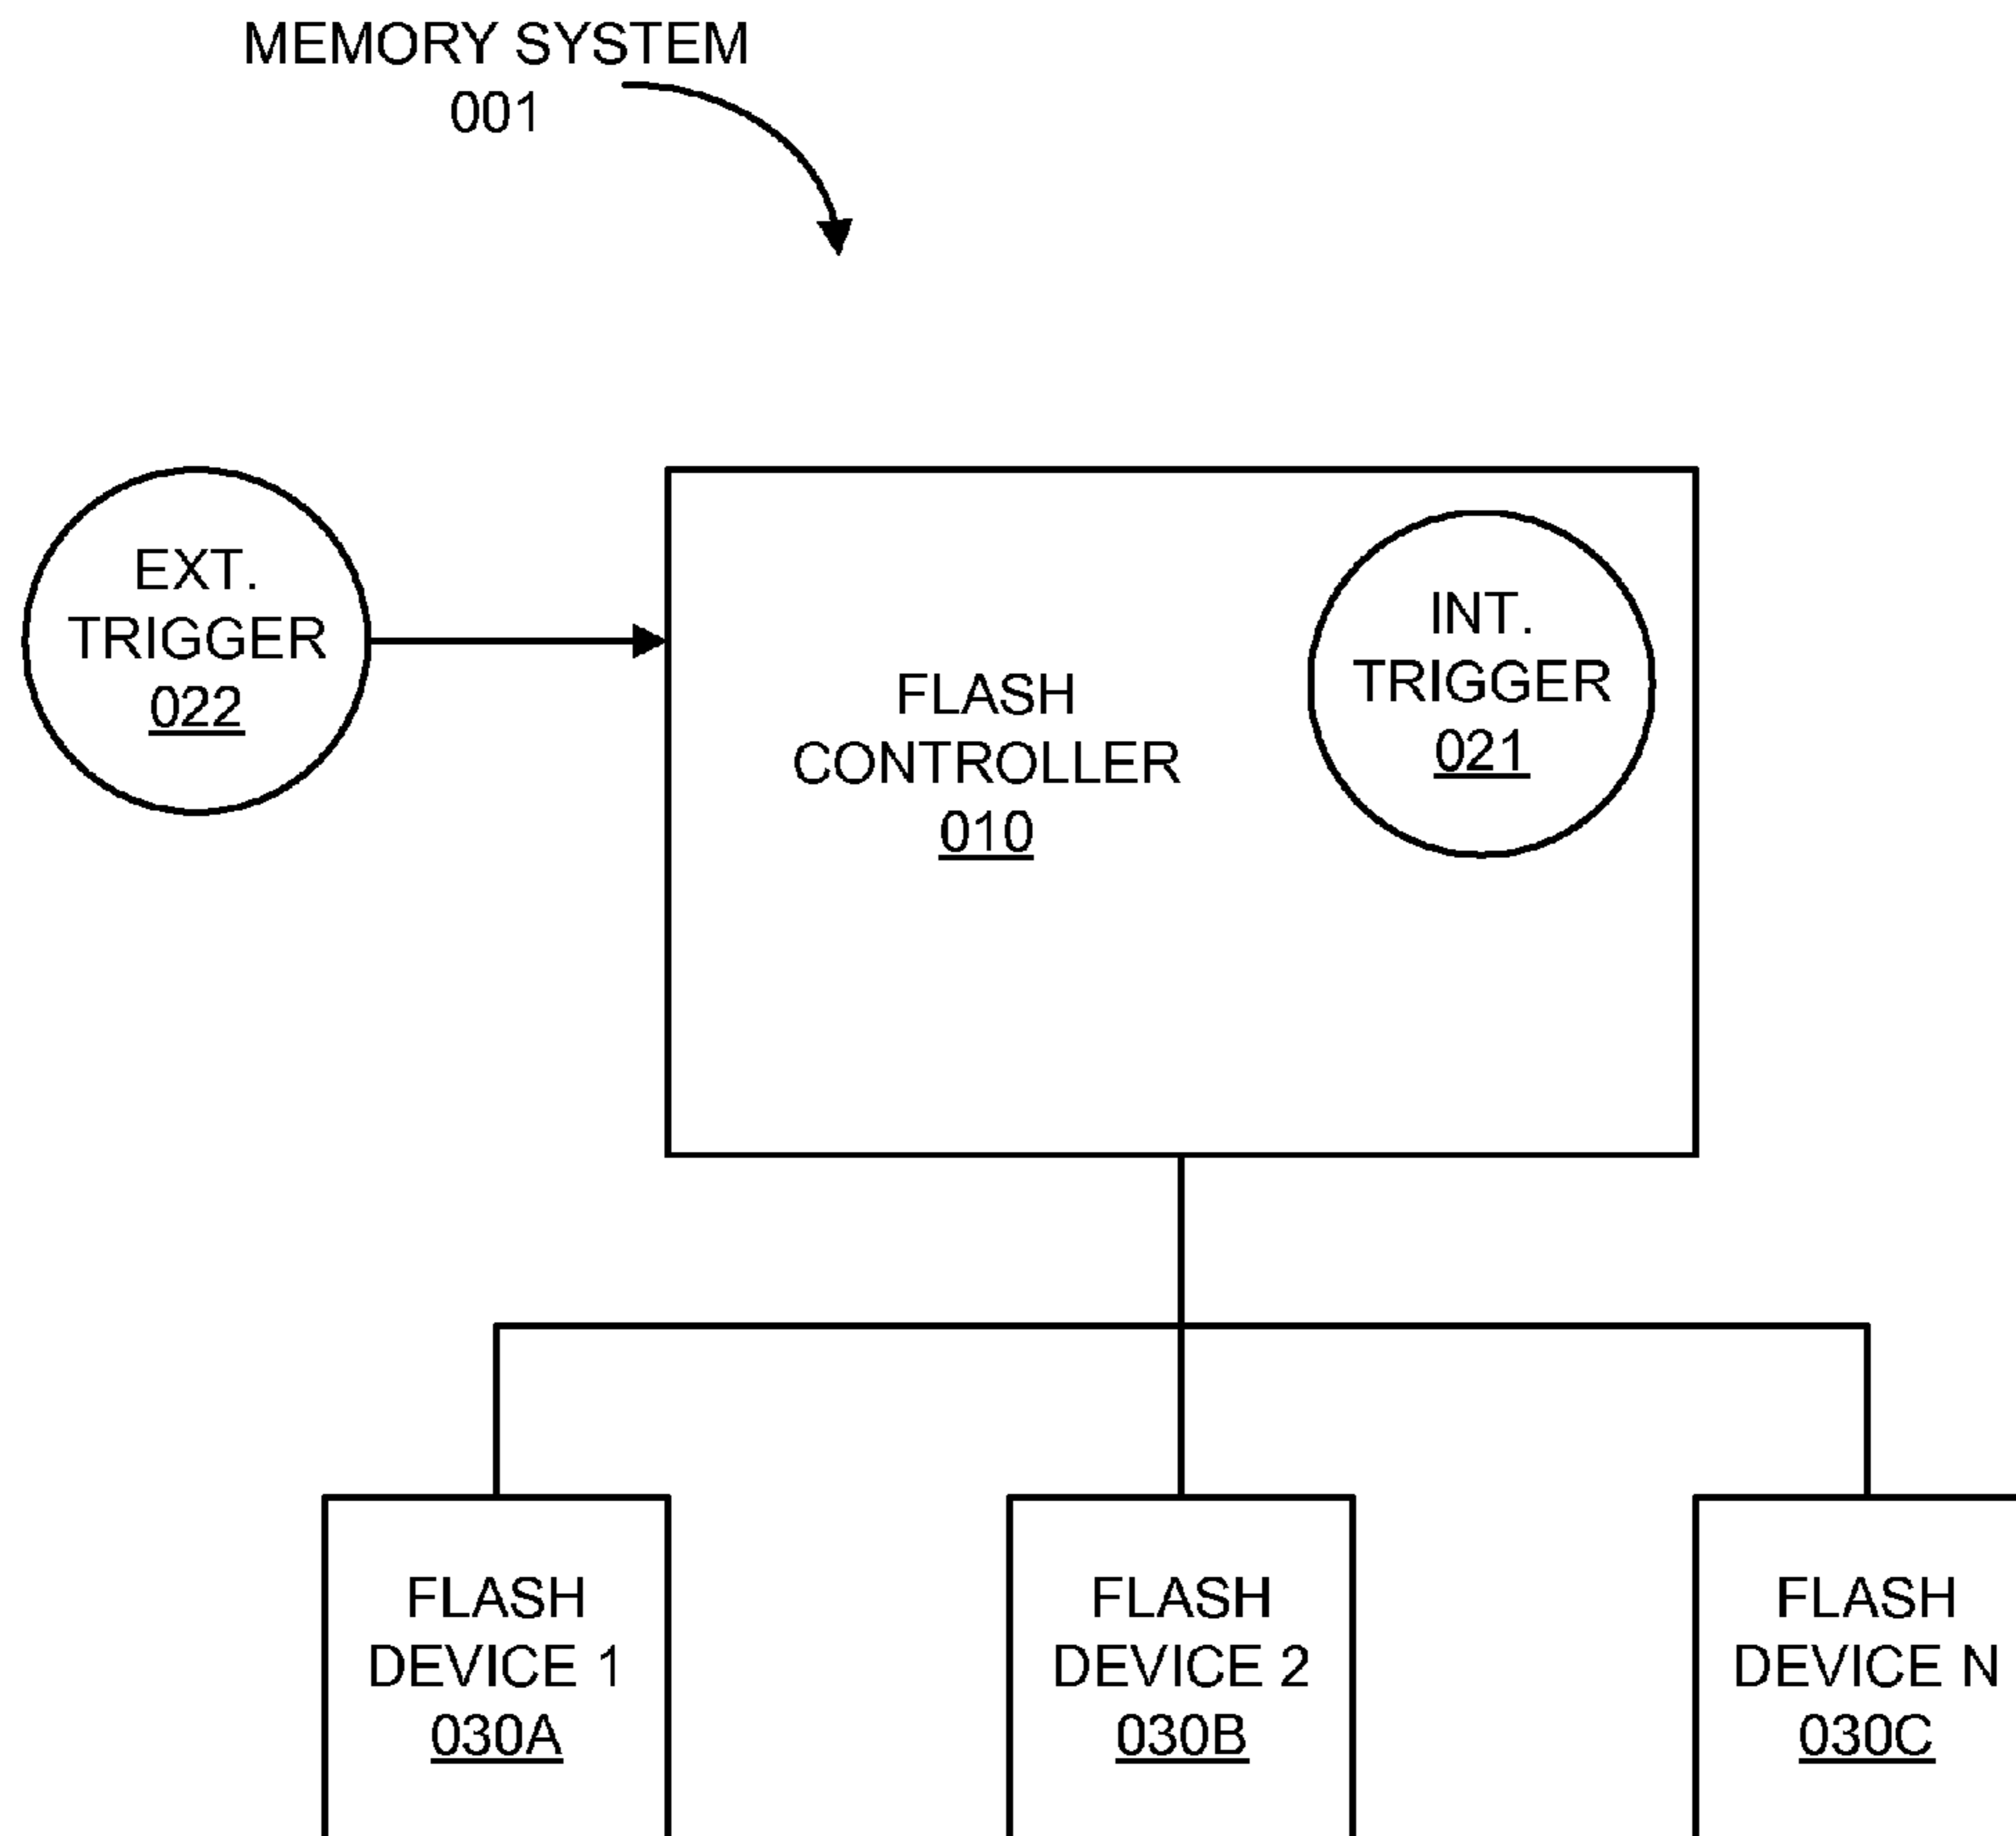 MEMORY SYSTEM
001
EXT.
TRIGGER
022
FLASH
CONTROLLER
010
INT.
TRIGGER
021
FLASH
DEVICE 1
030A
FLASH
DEVICE 2
030B
FLASH
DEVICE N
030C